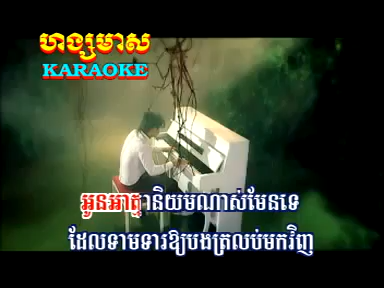 ហង្សមាស
KARAOKE
អូនអាត្មានិយមណាស់មែនទេ
ដែលទាមទារឱ្យបងត្រលប់មកវិញ